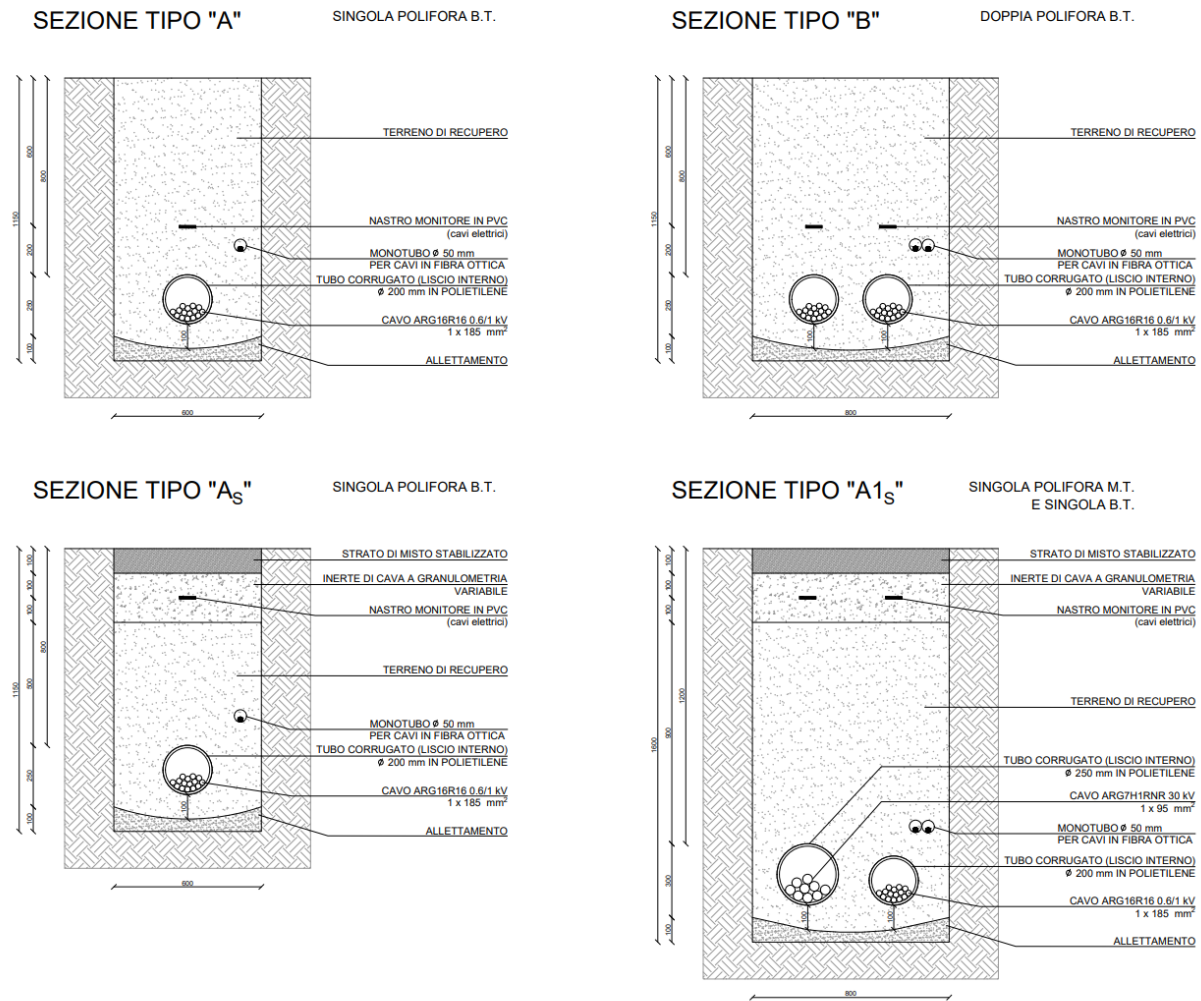 SEZIONE TIPO "A"
SINGOLA POLIFORA B.T.
1150
600
800
200
250
100
TERRENO DI RECUPERO
NASTRO MONITORE IN PVC
(cavi elettrici)
MONOTUBO ø 50 mm
PER CAVI IN FIBRA OTTICA
TUBO CORRUGATO (LISCIO INTERNO)
ø 200 mm IN POLIETILENE
CAVO ARG16R16 0.6/1 kV
1 x 185 mm²
100
ALLETTAMENTO
600
SEZIONE TIPO "B"
DOPPIA POLIFORA B.T.
1150
600
800
200
250
100
TERRENO DI RECUPERO
NASTRO MONITORE IN PVC
(cavi elettrici)
MONOTUBO ø 50 mm
PER CAVI IN FIBRA OTTICA
TUBO CORRUGATO (LISCIO INTERNO)
ø 200 mm IN POLIETILENE
CAVO ARG16R16 0.6/1 kV
1 x 185 mm²
100
100
ALLETTAMENTO
800
SEZIONE TIPO "AS"
SINGOLA POLIFORA B.T.
100
100
100
1150
800
250
100
STRATO DI MISTO STABILIZZATO
INERTE DI CAVA A GRANULOMETRIA
VARIABILE
NASTRO MONITORE IN PVC
(cavi elettrici)
TERRENO DI RECUPERO
MONOTUBO ø 50 mm
PER CAVI IN FIBRA OTTICA
TUBO CORRUGATO (LISCIO INTERNO)
ø 200 mm IN POLIETILENE
CAVO ARG16R16 0.6/1 kV
1 x 185 mm²
100
ALLETTAMENTO
600
SEZIONE TIPO "A1S"
SINGOLA POLIFORA M.T.
E SINGOLA B.T.
100
100
100
1600
900
1200
300
100
STRATO DI MISTO STABILIZZATO
INERTE DI CAVA A GRANULOMETRIA
VARIABILE
NASTRO MONITORE IN PVC
(cavi elettrici)
TERRENO DI RECUPERO
TUBO CORRUGATO (LISCIO INTERNO)
ø 250 mm IN POLIETILENE
CAVO ARG7H1RNR 30 kV
1 x 95 mm²
MONOTUBO ø 50 mm
PER CAVI IN FIBRA OTTICA
TUBO CORRUGATO (LISCIO INTERNO)
ø 200 mm IN POLIETILENE
CAVO ARG16R16 0.6/1 kV
1 x 185 mm²
100
100
ALLETTAMENTO
800